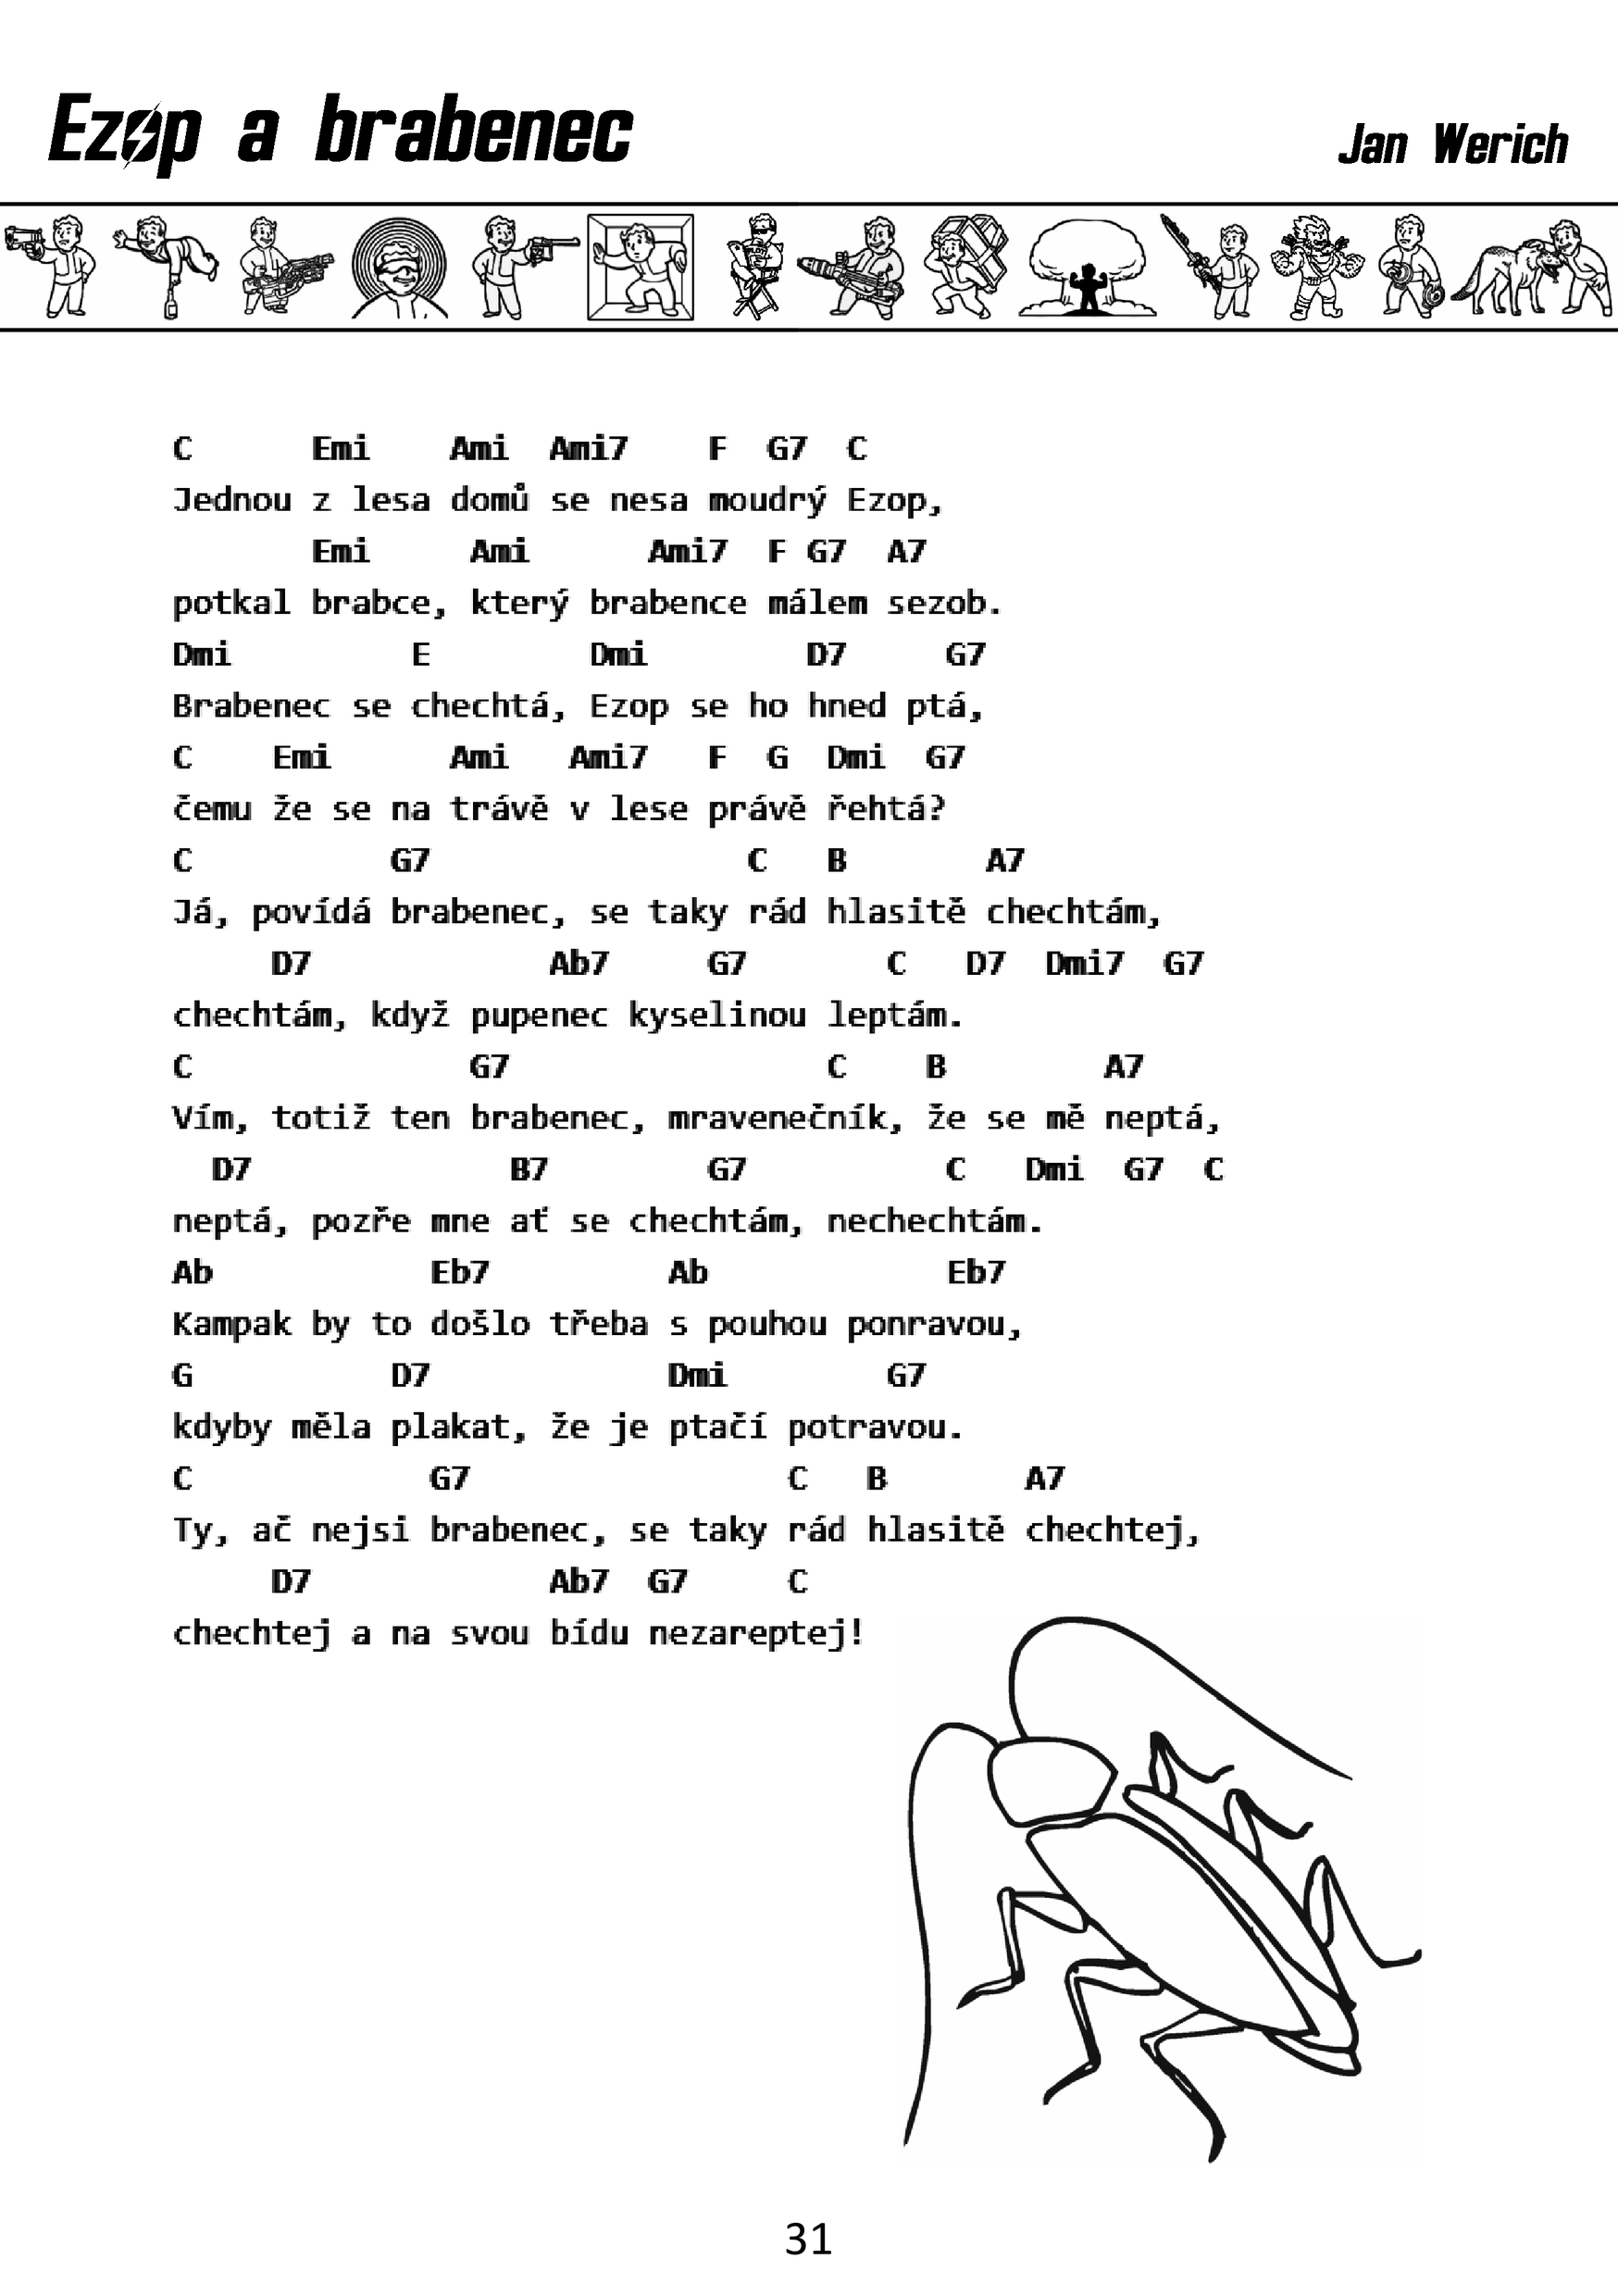 Ezop a brabenec
Jan Werich
C      Emi    Ami  Ami7    F  G7  C
Jednou z lesa domů se nesa moudrý Ezop,
       Emi     Ami      Ami7  F G7  A7
potkal brabce, který brabence málem sezob.
Dmi         E        Dmi        D7     G7
Brabenec se chechtá, Ezop se ho hned ptá,
C    Emi      Ami   Ami7   F  G  Dmi  G7
čemu že se na trávě v lese právě řehtá?
C          G7                C   B       A7
Já, povídá brabenec, se taky rád hlasitě chechtám,
     D7            Ab7     G7       C   D7  Dmi7  G7
chechtám, když pupenec kyselinou leptám.
C              G7                C    B        A7
Vím, totiž ten brabenec, mravenečník, že se mě neptá,
  D7             B7        G7          C   Dmi  G7  C
neptá, pozře mne ať se chechtám, nechechtám.
Ab           Eb7         Ab            Eb7
Kampak by to došlo třeba s pouhou ponravou,
G          D7            Dmi        G7
kdyby měla plakat, že je ptačí potravou.
C            G7                C   B       A7
Ty, ač nejsi brabenec, se taky rád hlasitě chechtej,
     D7            Ab7  G7     C
chechtej a na svou bídu nezareptej!
31